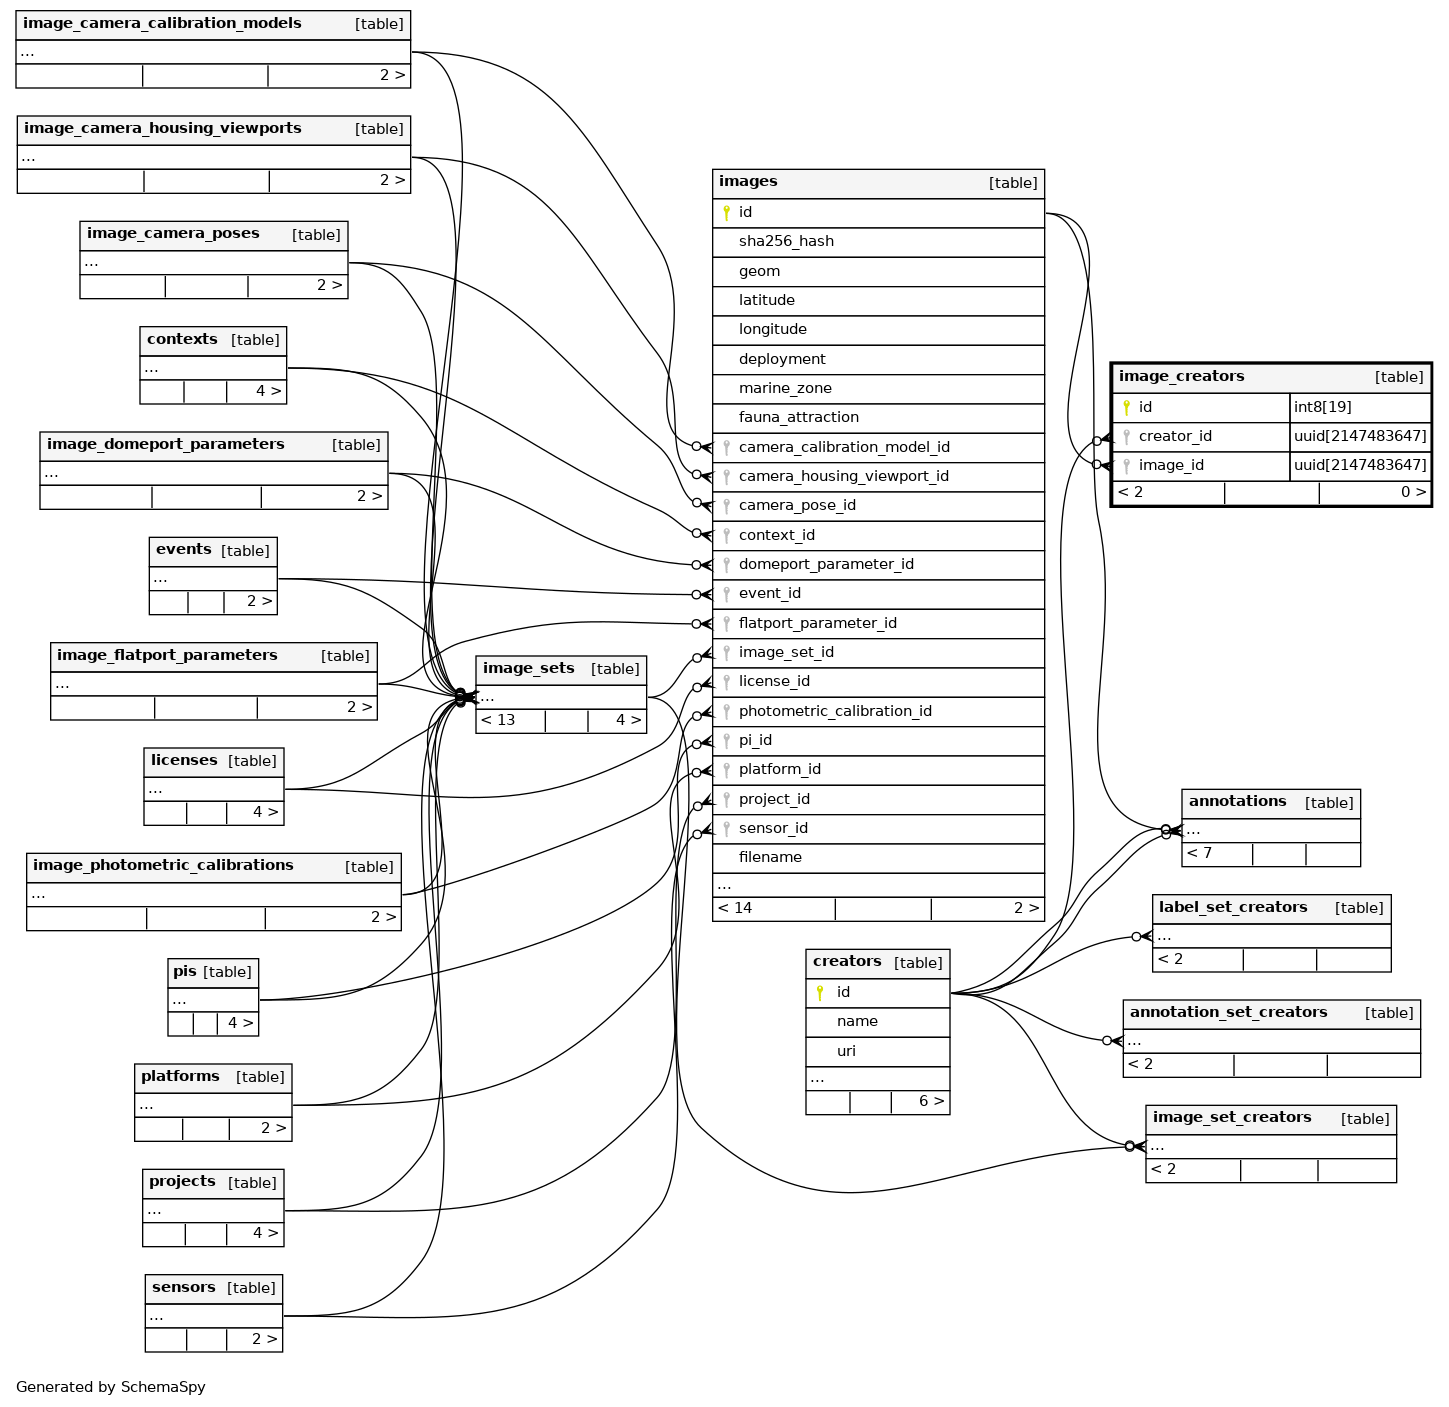 image_camera_calibration_models [table]
...
2 >
image_camera_housing_viewports [table]
...
2 >
image_camera_poses [table]
...
2 >
contexts [table]
...
4 >
image_domeport_parameters [table]
...
2 >
events [table]
...
2 >
image_flatport_parameters [table]
...
2 >
licenses [table]
...
4 >
image_photometric_calibrations [table]
...
2 >
pis [table]
...
4 >
platforms [table]
...
2 >
projects [table]
...
4 >
sensors [table]
...
2 >
image_sets [table]
...
< 13 4 >
images [table]
id
sha256_hash
geom
latitude
longitude
deployment
marine_zone
fauna_attraction
camera_calibration_model_id
camera_housing_viewport_id
camera_pose_id
context_id
domeport_parameter_id
event_id
flatport_parameter_id
image_set_id
license_id
photometric_calibration_id
pi_id
platform_id
project_id
sensor_id
filename
...
< 14 2 >
creators [table]
id
name
uri
...
6 >
image_creators [table]
id int8[19]
creator_id uuid[2147483647]
image_id uuid[2147483647]
< 2 0 >
annotations [table]
...
< 7
label_set_creators [table]
...
< 2
annotation_set_creators [table]
...
< 2
image_set_creators [table]
...
< 2
Generated by SchemaSpy